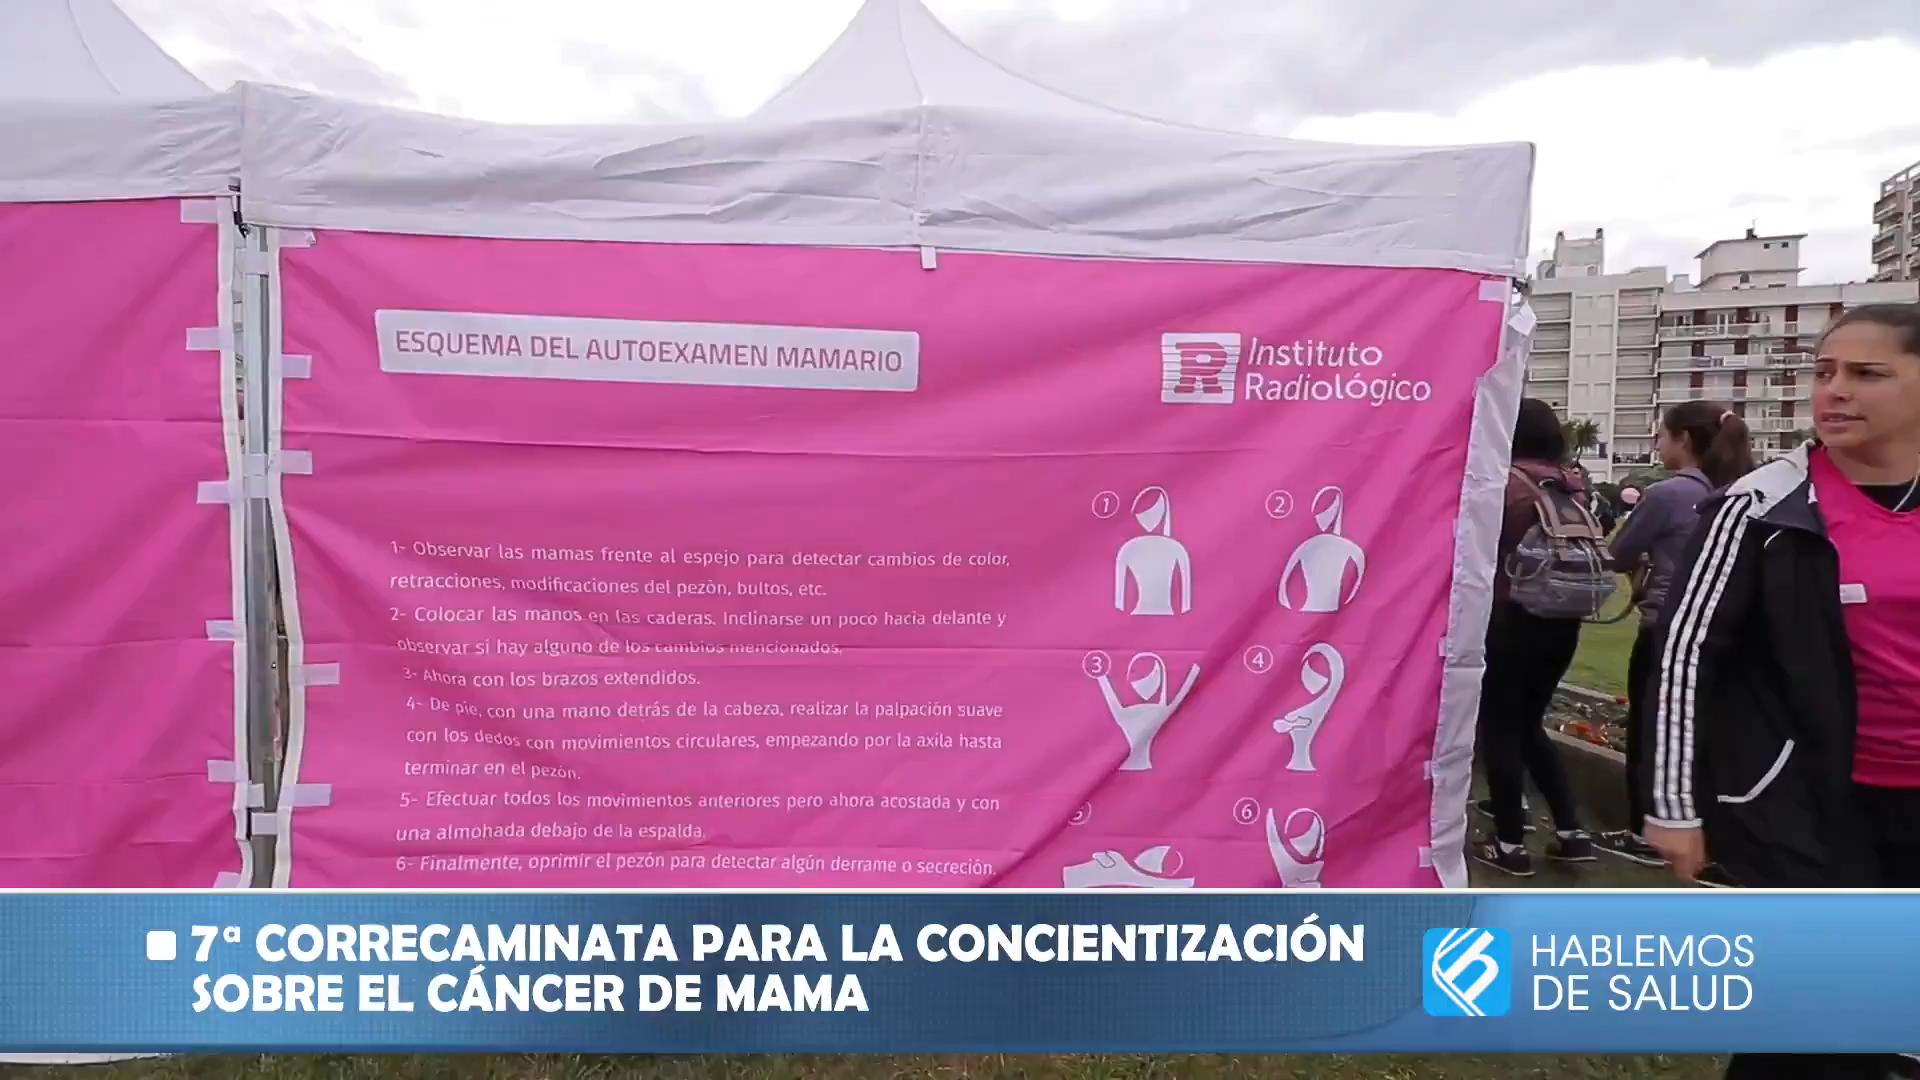 ESQUEMA DEL AUTOEXAMEN MAMARIO
R Instituto
Radiológico
1- Observar las mamas frente al espejo para detectar cambios de color,
retracciones, modificaciones del pezón, bultos, etc.
2- Colocar las manos en las caderas. Inclinarse un poco hacia delante y
observar si hay alguno de los cambios mencionados.
3- Ahora con los brazos extendidos.
4- De pie, con una mano detrás de la cabeza, realizar la palpación suave
con los dedos con movimientos circulares, empezando por la axila hasta
terminar en el pezón.
5- Efectuar todos los movimientos anteriores pero ahora acostada y con
una almohada debajo de la espalda.
6- Finalmente, oprimir el pezón para detectar algún derrame o secreción.
1
2
3
4
5
6
7ª CORRECAMINATA PARA LA CONCIENTIZACIÓN
SOBRE EL CÁNCER DE MAMA
HABLEMOS
DE SALUD